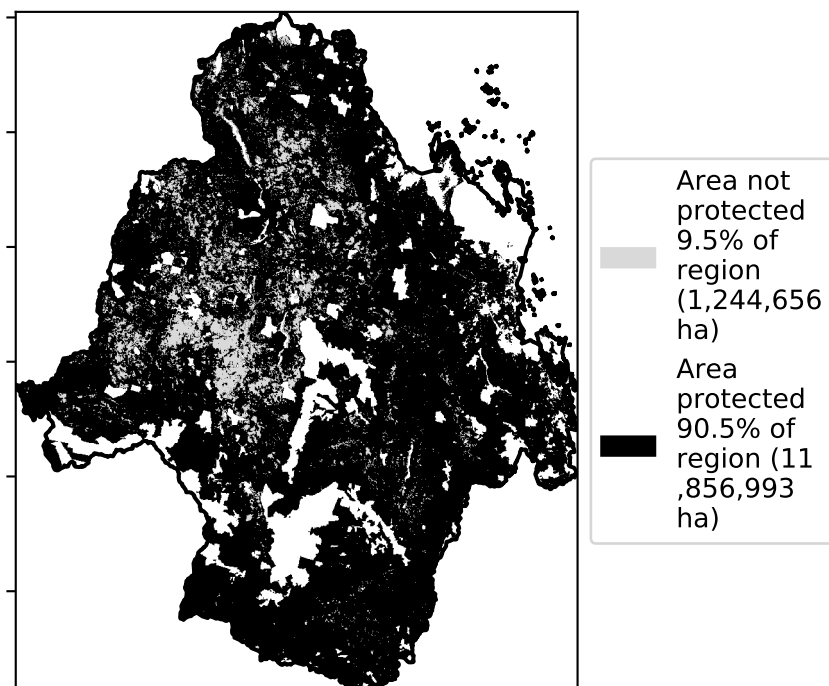 Area not
protected
9.5% of
region
(1,244,656
ha)
Area
protected
90.5% of
region (11
,856,993
ha)